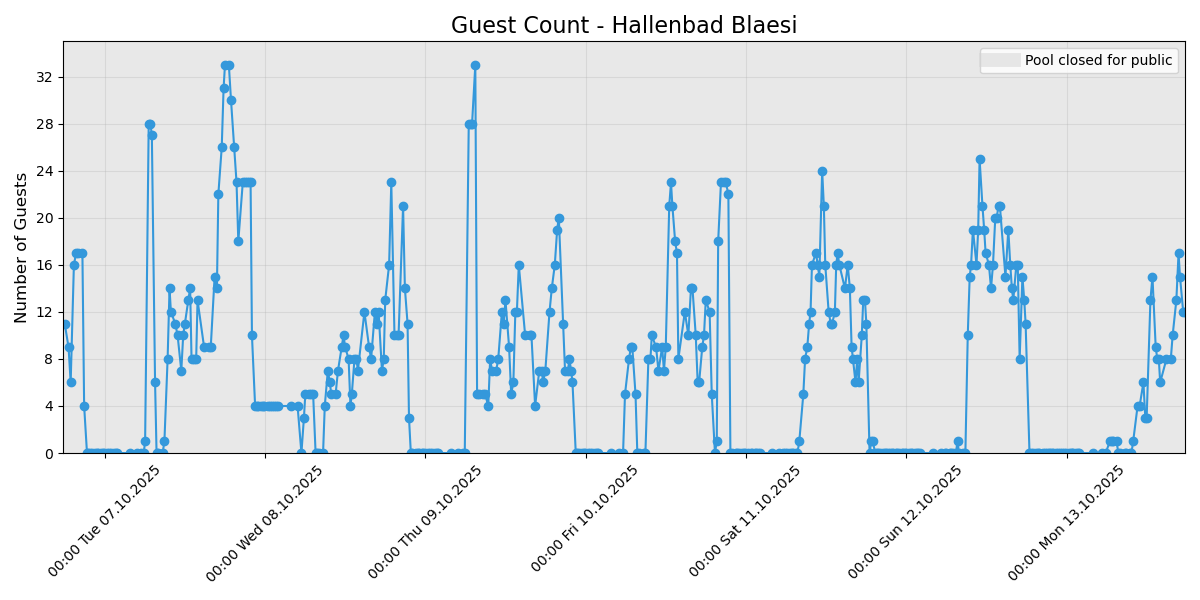 Guest Count - Hallenbad Blaesi
Pool closed for public
Number of Guests
32
28
24
20
16
12
8
4
0
00:00 Tue 07.10.2025
00:00 Wed 08.10.2025
00:00 Thu 09.10.2025
00:00 Fri 10.10.2025
00:00 Sat 11.10.2025
00:00 Sun 12.10.2025
00:00 Mon 13.10.2025